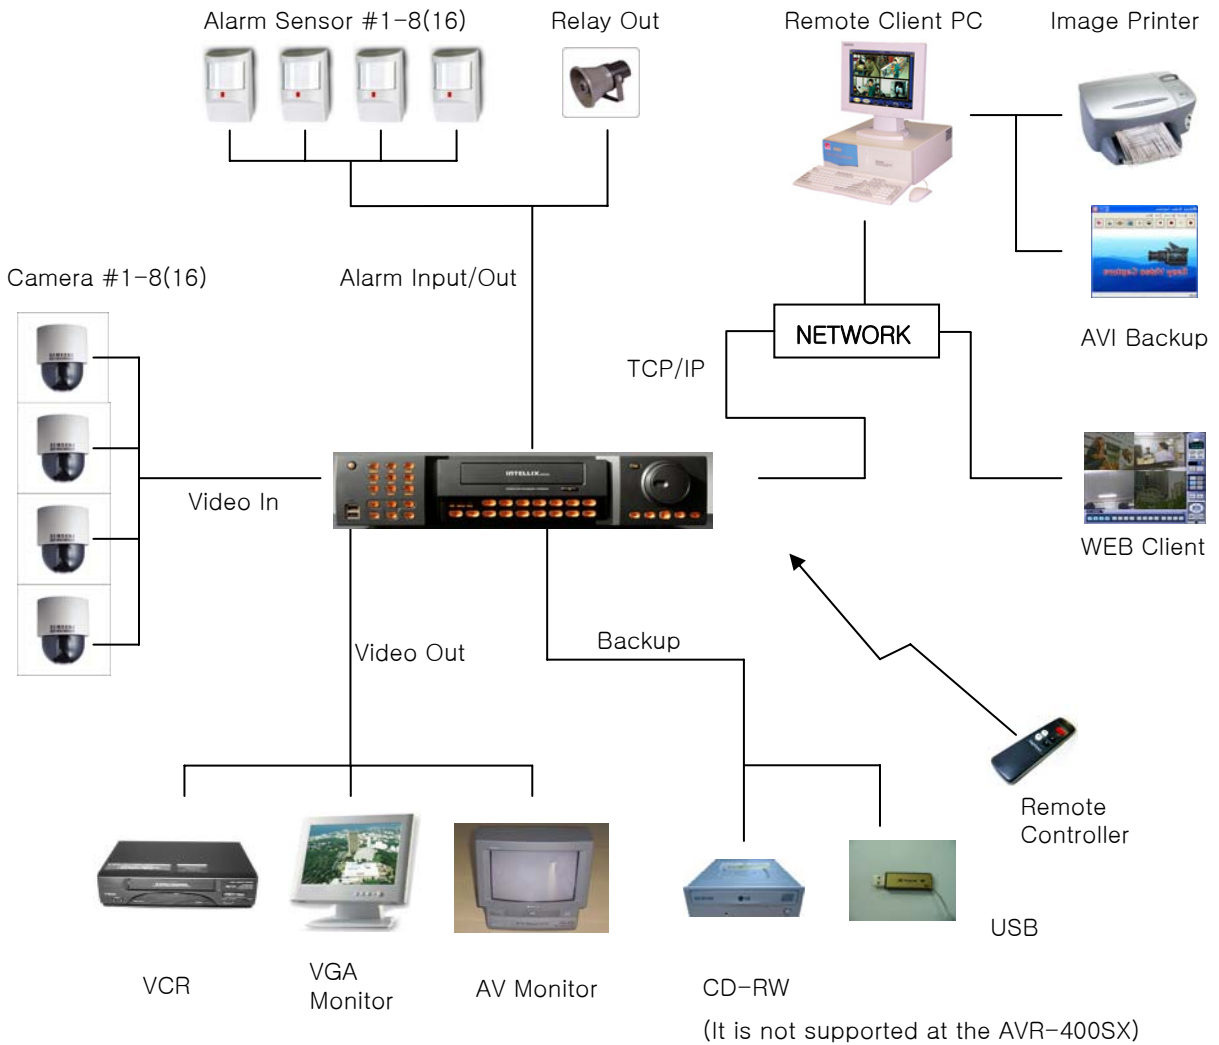 Alarm Sensor #1-8(16)
Relay Out
Remote Client PC
Image Printer
Camera #1-8(16)
Alarm Input/Out
NETWORK
AVI Backup
TCP/IP
INTELLIX
Video In
WEB Client
Video Out
Backup
Remote
Controller
USB
VCR
VGA
Monitor
AV Monitor
CD-RW
(It is not supported at the AVR-400SX)